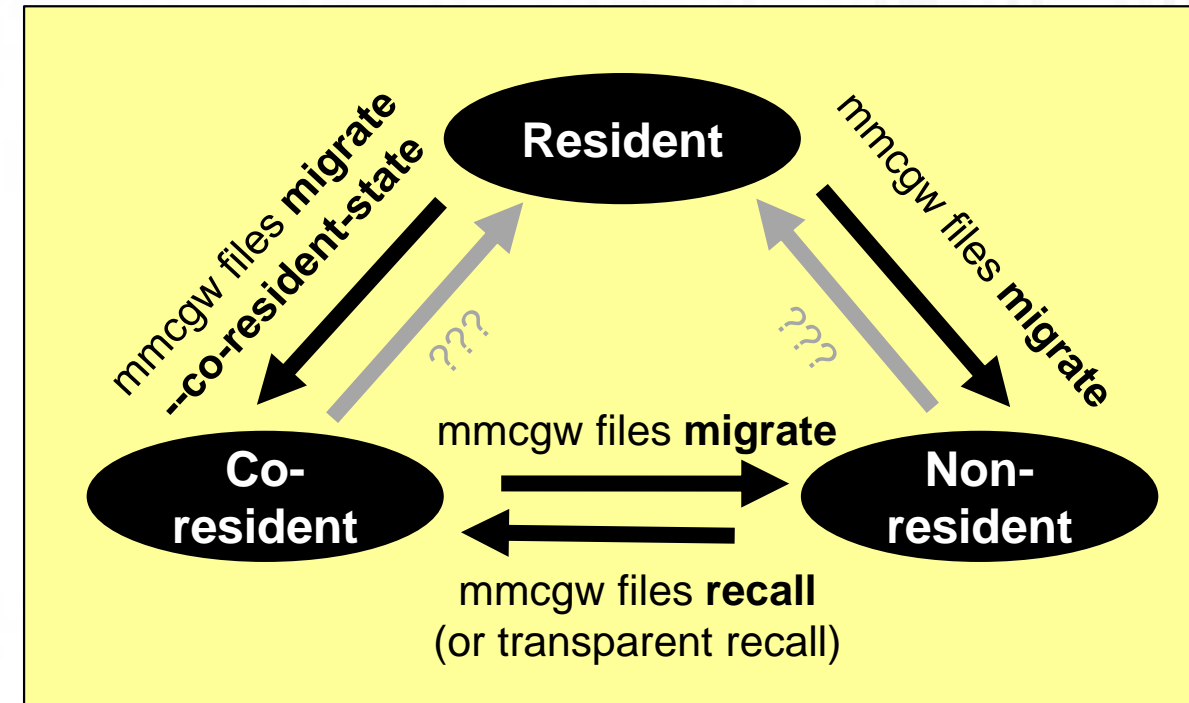 Resident
mmcgw files migrate
--co-resident-state
mmcgw files migrate
???
???
mmcgw files migrate
Co-
resident
Non-
resident
mmcgw files recall
(or transparent recall)